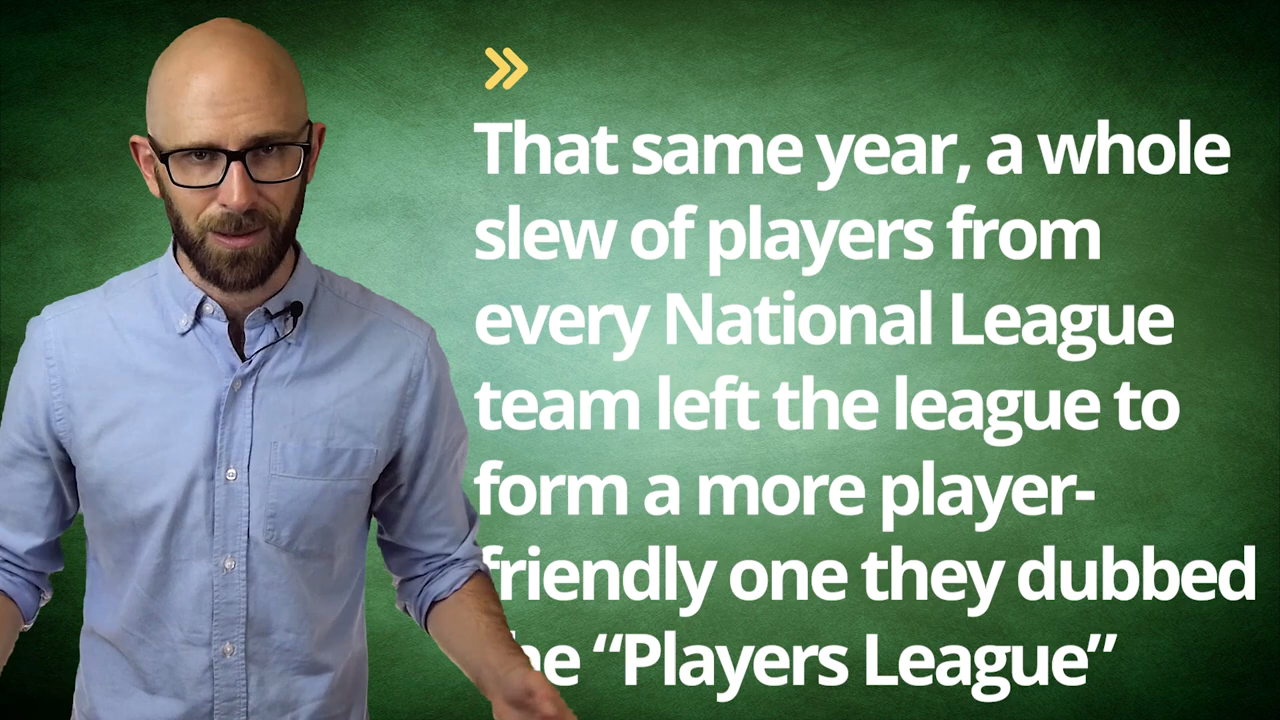 That same year, a whole
slew of players from
every National League
team left the league to
form a more player-
friendly one they dubbed
the “Players League”